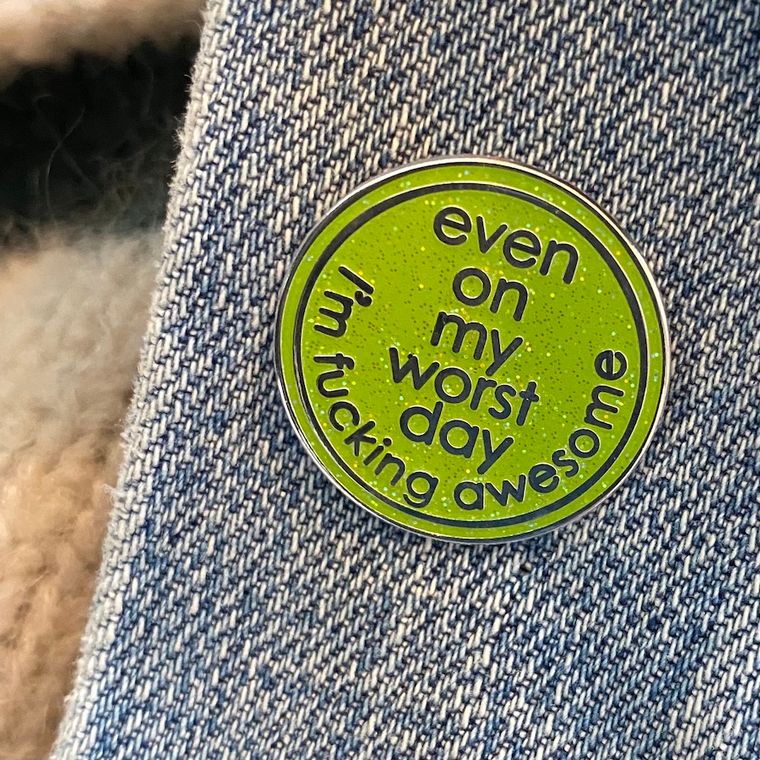 even
on
my
worst
day
I'm fucking awesome